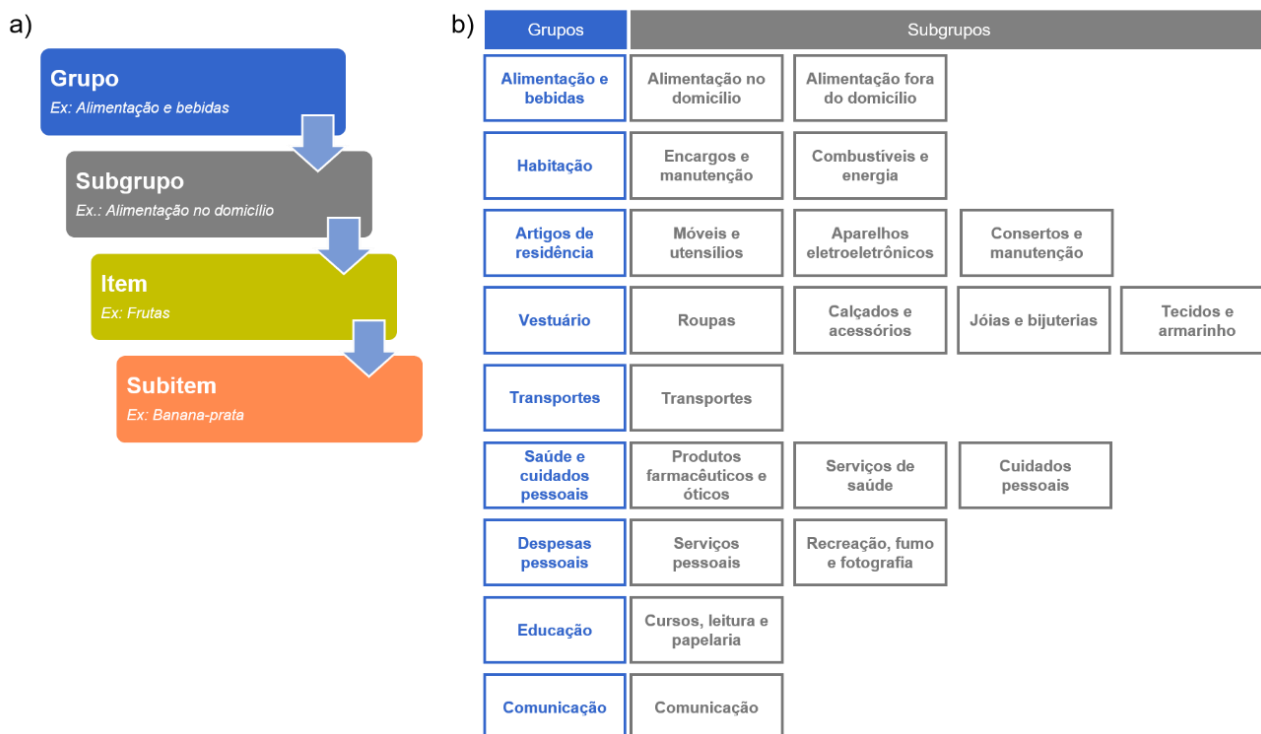 a)
Grupo
Ex: Alimentação e bebidas
Subgrupo
Ex.: Alimentação no domicílio
Item
Ex: Frutas
Subitem
Ex: Banana-prata
b)
Grupos
Subgrupos
Alimentação e
bebidas
Alimentação no
domicílio
Alimentação fora
do domicílio
Habitação
Encargos e
manutenção
Combustíveis e
energia
Artigos de
residência
Móveis e
utensílios
Aparelhos
eletroeletrônicos
Consertos e
manutenção
Vestuário
Roupas
Calçados e
acessórios
Jóias e bijuterias
Tecidos e
armarinho
Transportes
Transportes
Saúde e
cuidados
pessoais
Produtos
farmacêuticos e
óticos
Serviços de
saúde
Cuidados
pessoais
Despesas
pessoais
Serviços
pessoais
Recreação, fumo
e fotografia
Educação
Cursos, leitura e
papelaria
Comunicação
Comunicação